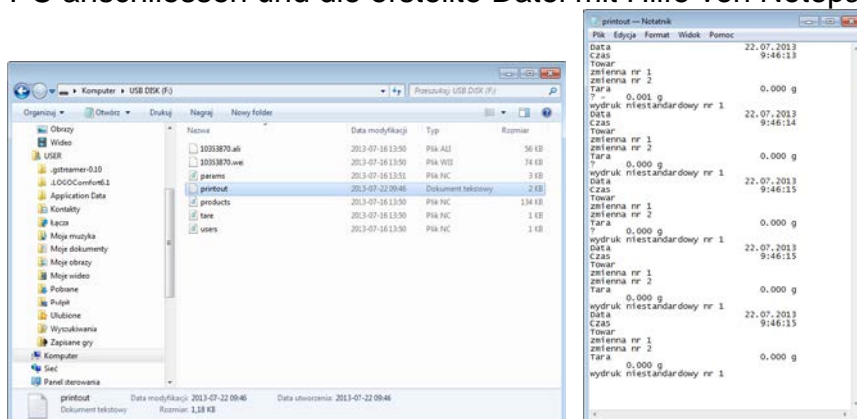 PC anschliessen und die erstellte Datei mit Hilfe von
Komputer ▸ USB DISK (F:)
Przeszukaj: USB DISK (F:)
Organizuj Otwórz Drukuj Nagraj Nowy folder
Nazwa Data modyfikacji Typ Rozmiar
10353870.ali 2013-07-16 13:50 Plik ALI 56 KB
10353870.wei 2013-07-16 13:50 Plik WEI 74 KB
params 2013-07-16 13:51 Plik NC 3 KB
printout 2013-07-22 09:46 Dokument tekstowy 2 KB
products 2013-07-16 13:50 Plik NC 134 KB
tare 2013-07-16 13:50 Plik NC 1 KB
users 2013-07-16 13:50 Plik NC 1 KB
Obrazy
Wideo
USER
.gstreamer-0.10
.LOGOComfort6.1
Application Data
Kontakty
Łącza
Moja muzyka
Moje dokumenty
Moje obrazy
Moje wideo
Pobrane
Pulpit
Ulubione
Wyszukiwania
Zapisane gry
Komputer
Sieć
Panel sterowania
printout Data modyfikacji: 2013-07-22 09:46 Data utworzenia: 2013-07-22 09:46
Dokument tekstowy Rozmiar: 1,18 KB
printout — Notatnik
Plik Edycja Format Widok Pomoc
Data 22.07.2013
Czas 9:46:13
Towar
zmienna nr 1
zmienna nr 2
Tara 0.000 g
? - 0.001 g
wydruk niestandardowy nr 1
Data 22.07.2013
Czas 9:46:14
Towar
zmienna nr 1
zmienna nr 2
Tara 0.000 g
? 0.000 g
wydruk niestandardowy nr 1
Data 22.07.2013
Czas 9:46:15
Towar
zmienna nr 1
zmienna nr 2
Tara 0.000 g
? 0.000 g
wydruk niestandardowy nr 1
Data 22.07.2013
Czas 9:46:15
Towar
zmienna nr 1
zmienna nr 2
Tara 0.000 g
0.000 g
wydruk niestandardowy nr 1
Data 22.07.2013
Czas 9:46:15
Towar
zmienna nr 1
zmienna nr 2
Tara 0.000 g
0.000 g
wydruk niestandardowy nr 1